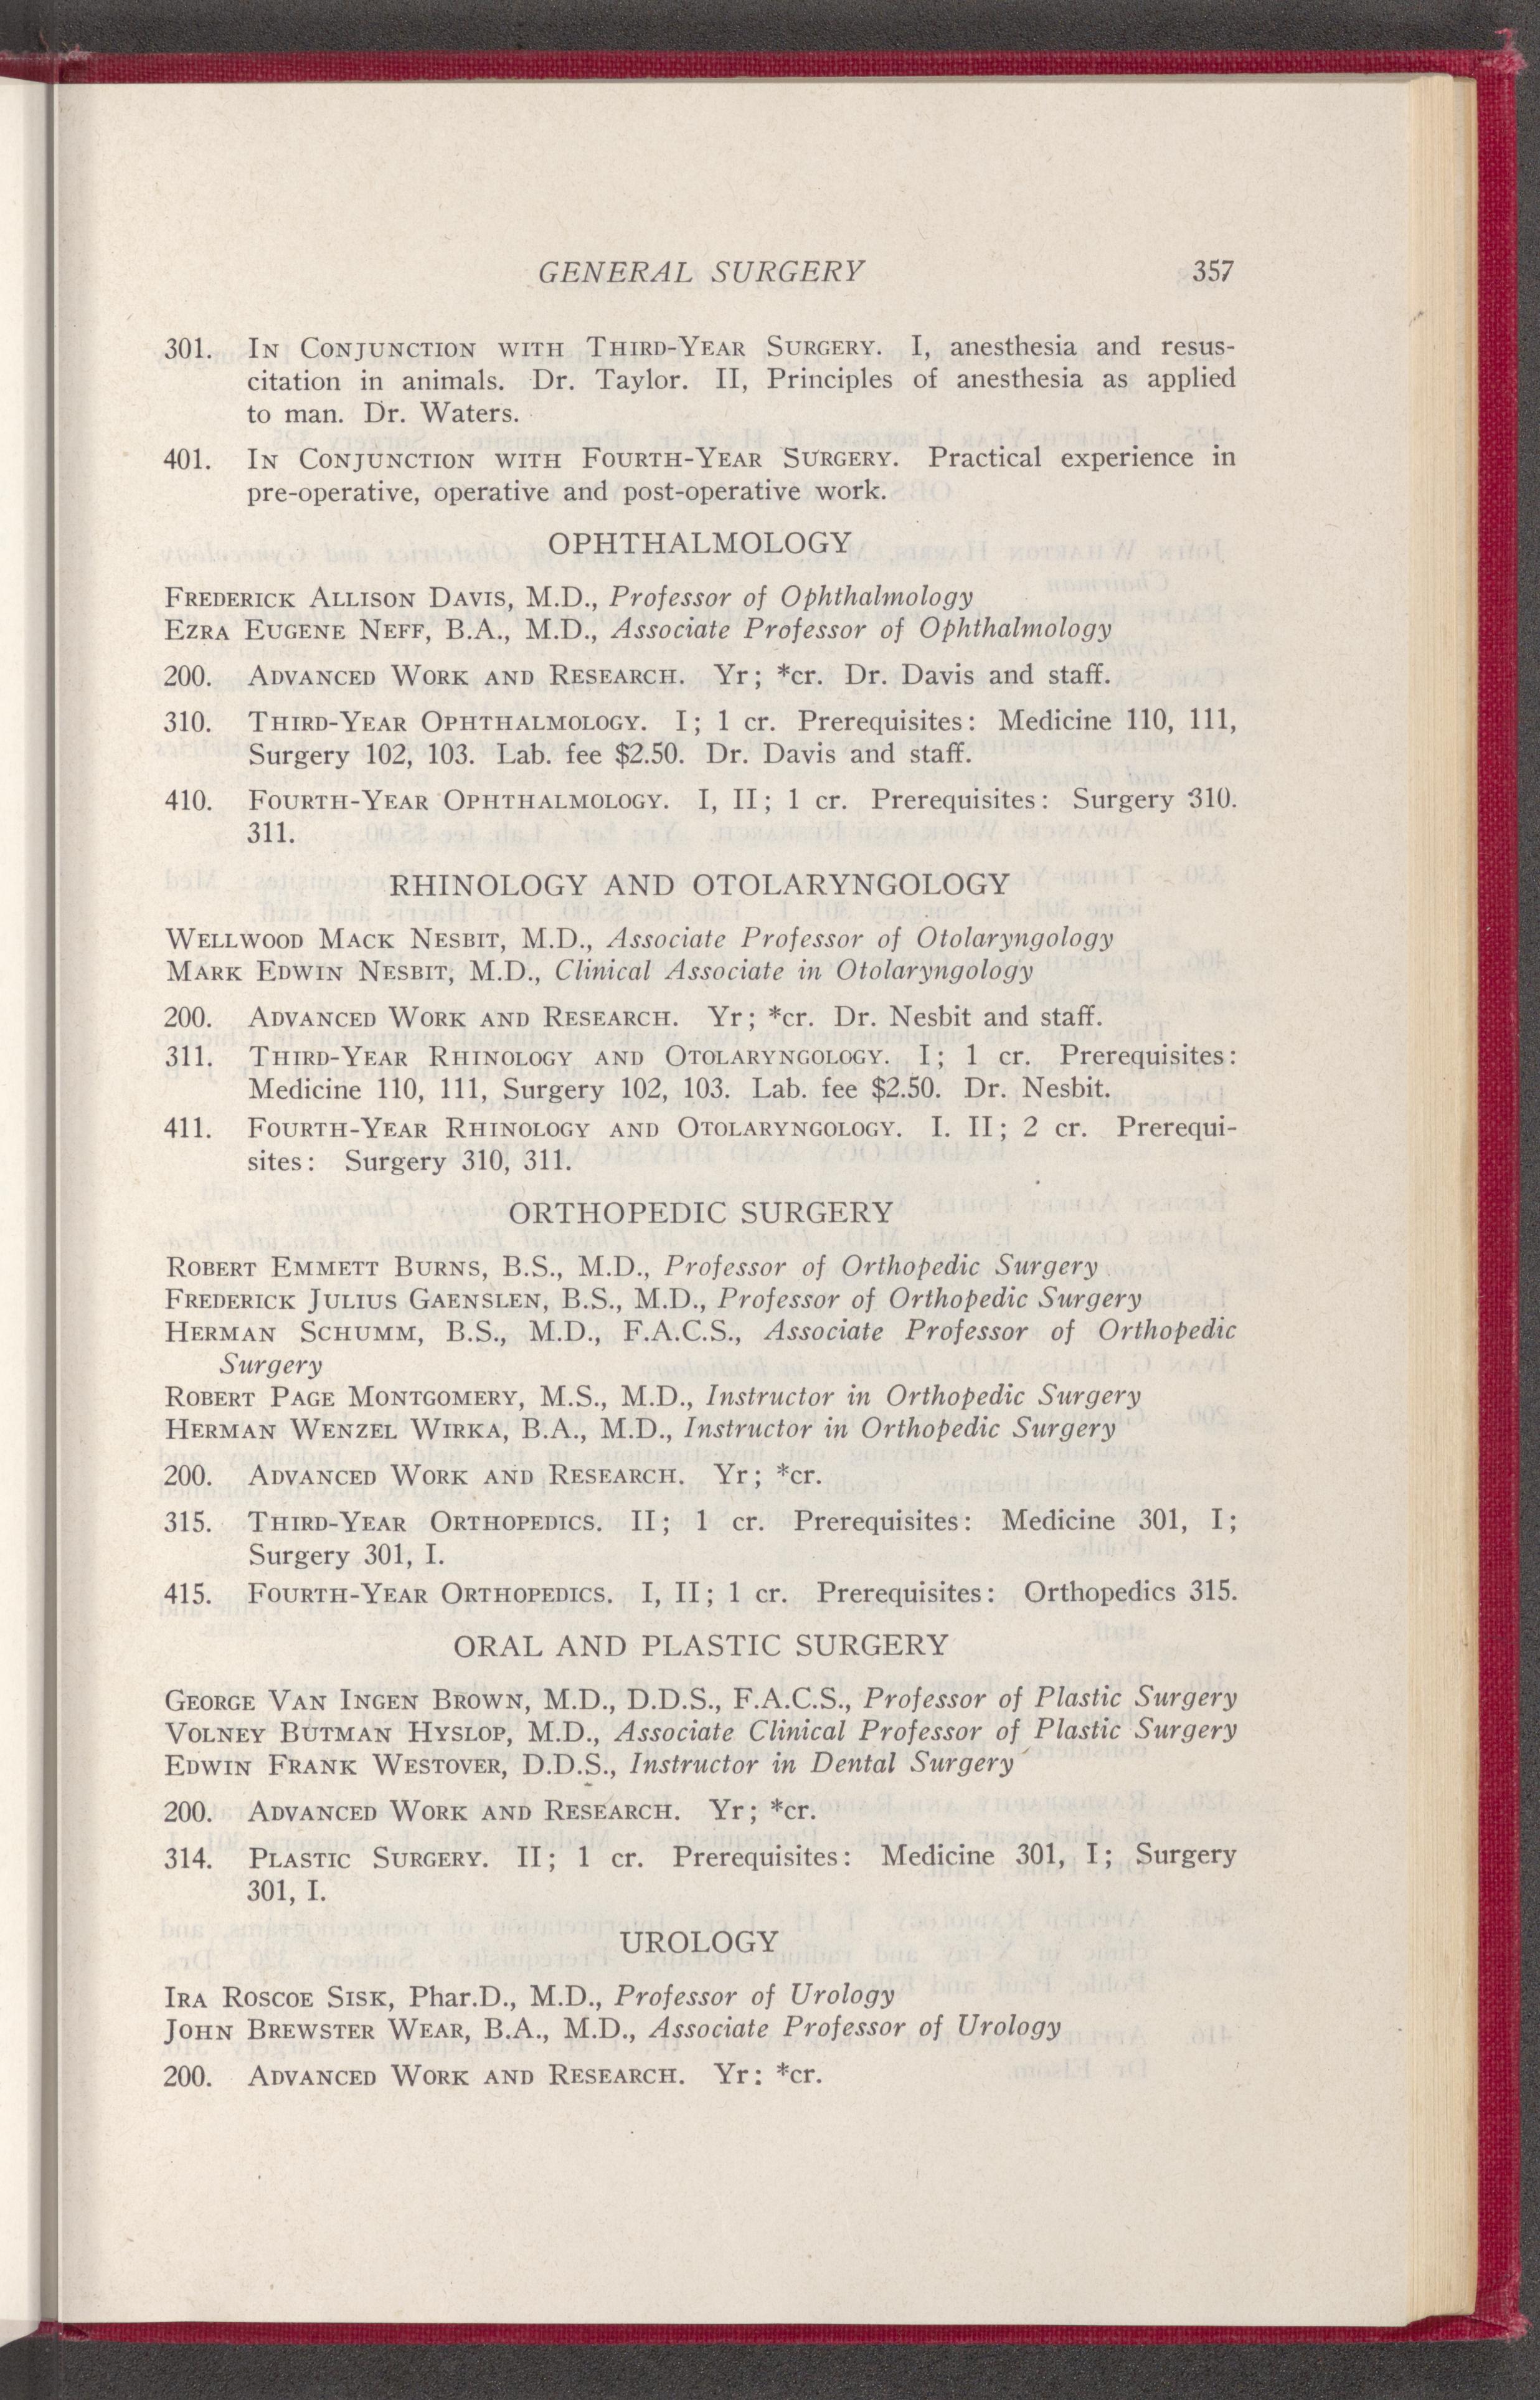 GENERAL SURGERY 357
301. In Conjunction with Third-Year Surgery. I, anesthesia and resus-
citation in animals. Dr. Taylor. II, Principles of anesthesia as applied
to man. Dr. Waters.
401. In Conjunction with Fourth-Year Surgery. Practical experience in
pre-operative, operative and post-operative work.
OPHTHALMOLOGY
Frederick Allison Davis, M.D., Professor of Ophthalmology
Ezra Eugene Neff, B.A., M.D., Associate Professor of Ophthalmology
200. Advanced Work and Research. Yr; *cr. Dr. Davis and staff.
310. Third-Year Ophthalmology. I; 1 cr. Prerequisites: Medicine 110, 111,
Surgery 102, 103. Lab. fee $2.50. Dr. Davis and staff.
410. Fourth-Year Ophthalmology. I, II; 1 cr. Prerequisites: Surgery 310.
311.
RHINOLOGY AND OTOLARYNGOLOGY
Wellwood Mack Nesbit, M.D., Associate Professor of Otolaryngology
Mark Edwin Nesbit, M.D., Clinical Associate in Otolaryngology
200. Advanced Work and Research. Yr; *cr. Dr. Nesbit and staff.
311. Third-Year Rhinology and Otolaryngology. I; 1 cr. Prerequisites:
Medicine 110, 111, Surgery 102, 103. Lab. fee $2.50. Dr. Nesbit.
411. Fourth-Year Rhinology and Otolaryngology. I. II; 2 cr. Prerequi-
sites: Surgery 310, 311.
ORTHOPEDIC SURGERY
Robert Emmett Burns, B.S., M.D., Professor of Orthopedic Surgery
Frederick Julius Gaenslen, B.S., M.D., Professor of Orthopedic Surgery
Herman Schumm, B.S., M.D., F.A.C.S., Associate Professor of Orthopedic
Surgery
Robert Page Montgomery, M.S., M.D., Instructor in Orthopedic Surgery
Herman Wenzel Wirka, B.A., M.D., Instructor in Orthopedic Surgery
200. Advanced Work and Research. Yr; *cr.
315. Third-Year Orthopedics. II; 1 cr. Prerequisites: Medicine 301, I;
Surgery 301, I.
415. Fourth-Year Orthopedics. I, II; 1 cr. Prerequisites: Orthopedics 315.
ORAL AND PLASTIC SURGERY
George Van Ingen Brown, M.D., D.D.S., F.A.C.S., Professor of Plastic Surgery
Volney Butman Hyslop, M.D., Associate Clinical Professor of Plastic Surgery
Edwin Frank Westover, D.D.S., Instructor in Dental Surgery
200. Advanced Work and Research. Yr; *cr.
314. Plastic Surgery. II; 1 cr. Prerequisites: Medicine 301, I; Surgery
301, I.
UROLOGY
Ira Roscoe Sisk, Phar.D., M.D., Professor of Urology
John Brewster Wear, B.A., M.D., Associate Professor of Urology
200. Advanced Work and Research. Yr: *cr.